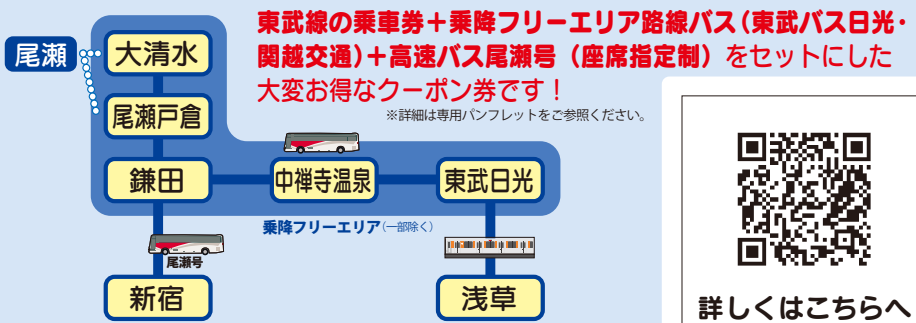 東武線の乗車券+乗降フリーエリア路線バス(東武バス日光・
関越交通)+高速バス尾瀬号(座席指定制)をセットにした
大変お得なクーポン券です!
※詳細は専用パンフレットをご参照ください。
尾瀬
大清水
尾瀬戸倉
鎌田
中禅寺温泉
東武日光
乗降フリーエリア(一部除く)
尾瀬号
新宿
浅草
詳しくはこちらへ